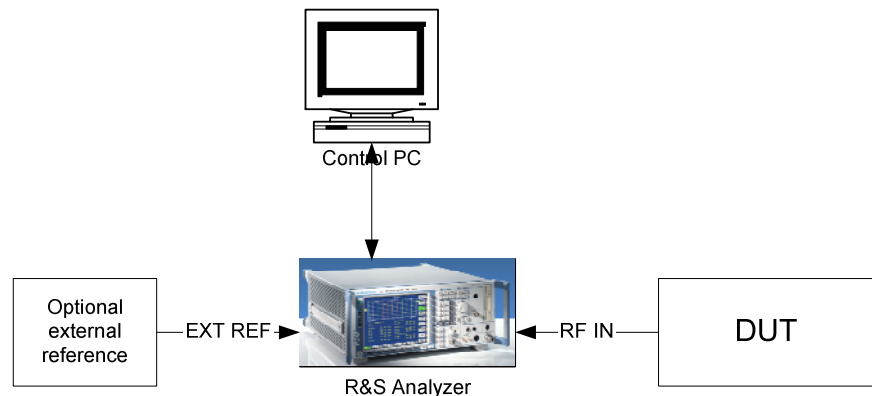 Control PC
Optional
external
reference
EXT REF
RF IN
DUT
R&S Analyzer